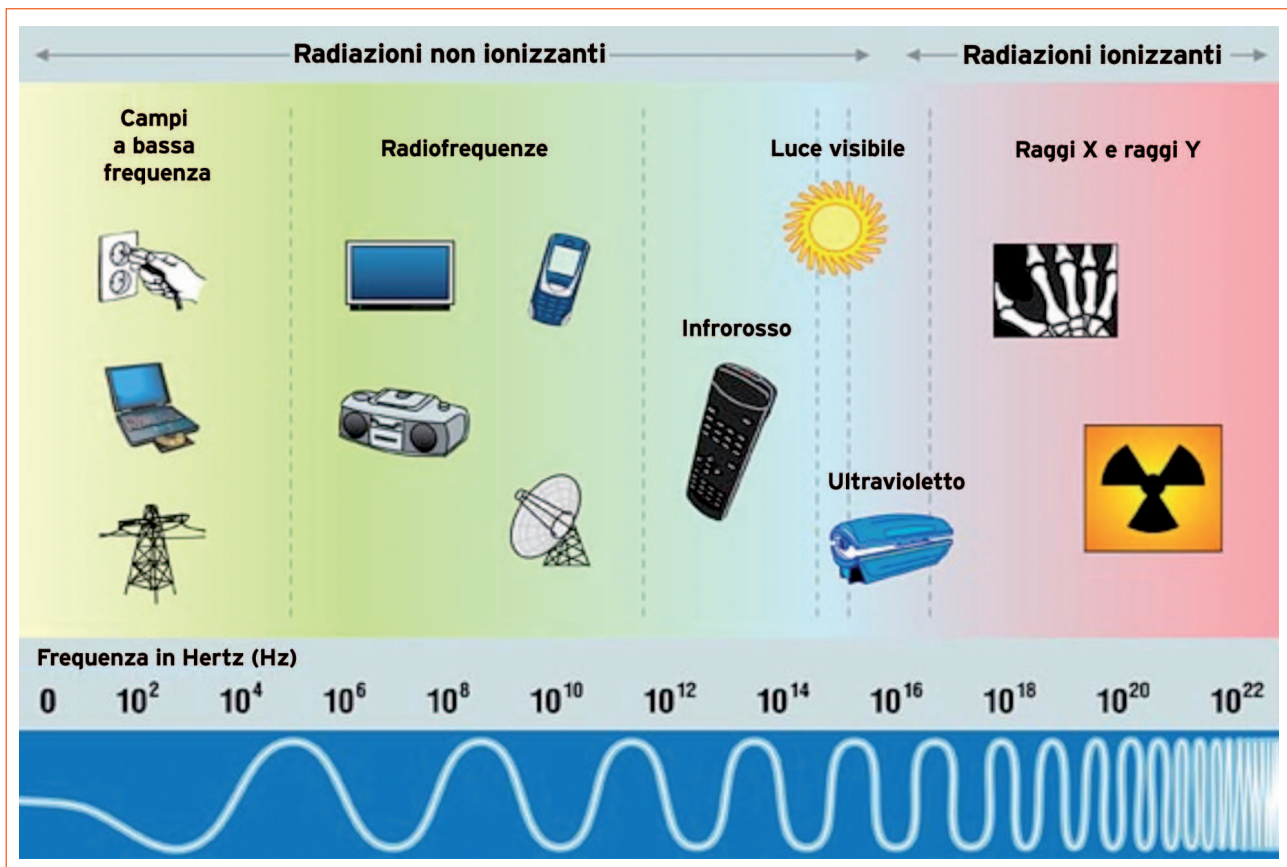 Radiazioni non ionizzanti
Radiazioni ionizzanti
Campi
a bassa
frequenza
Radiofrequenze
Luce visibile
Raggi X e raggi Y
Infrorosso
Ultravioletto
Frequenza in Hertz (Hz)
0 10² 10⁴ 10⁶ 10⁸ 10¹⁰ 10¹² 10¹⁴ 10¹⁶ 10¹⁸ 10²⁰ 10²²